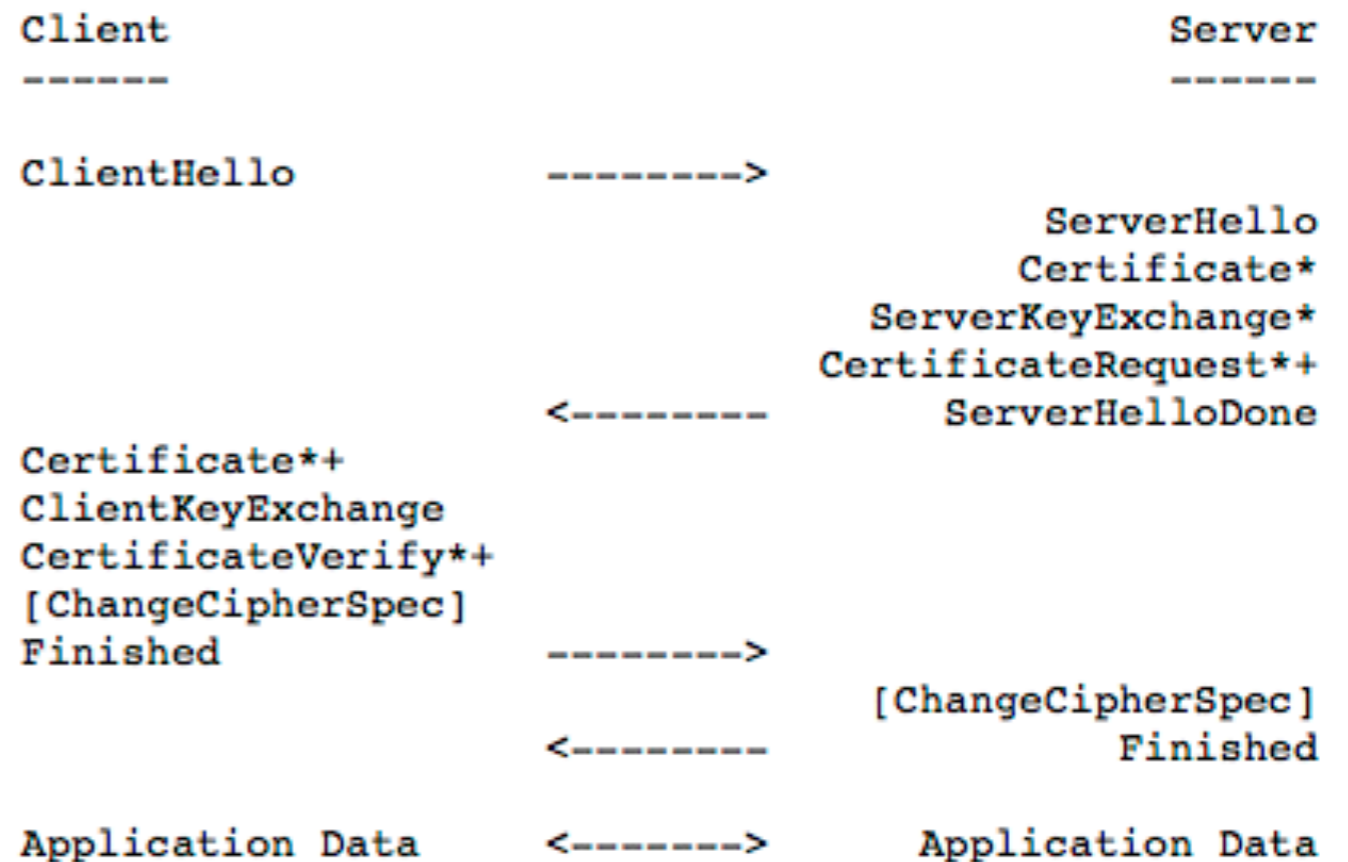 Client Server
------ ------
ClientHello -------->
ServerHello
Certificate*
ServerKeyExchange*
CertificateRequest*+
<-------- ServerHelloDone
Certificate*+
ClientKeyExchange
CertificateVerify*+
[ChangeCipherSpec]
Finished -------->
[ChangeCipherSpec]
<-------- Finished
Application Data <-------> Application Data